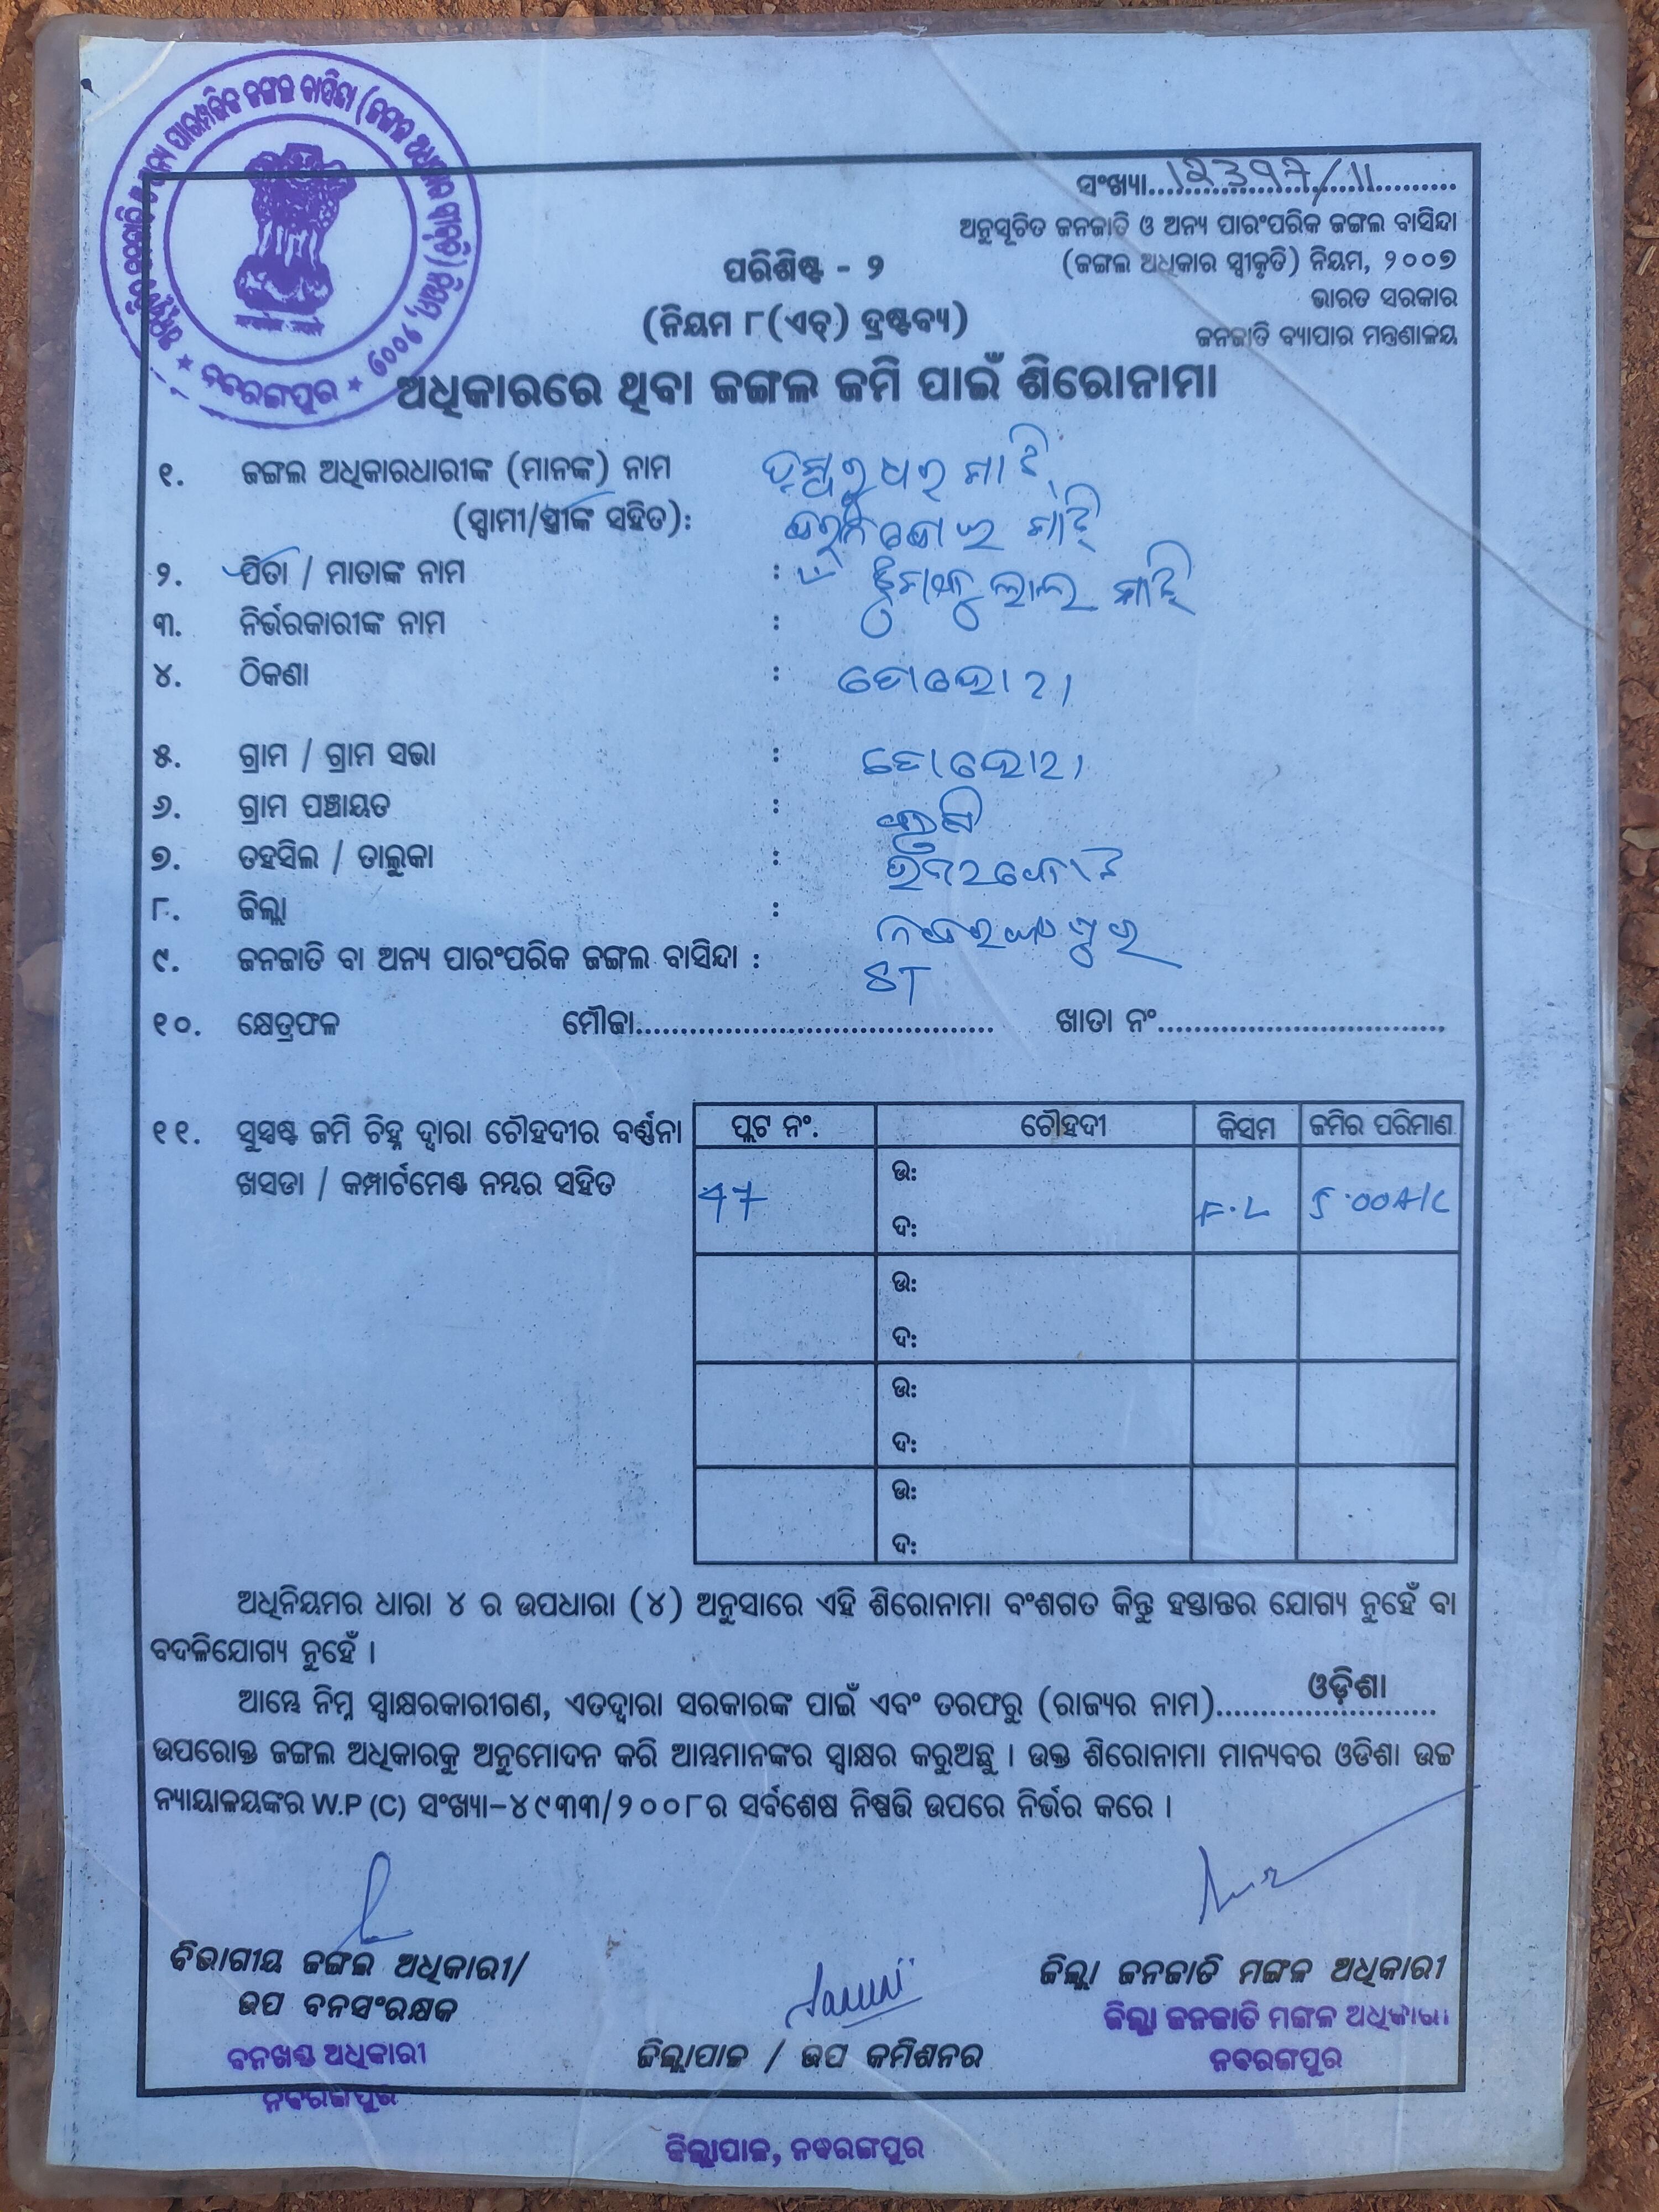 ସଂଖ୍ୟା....................
ଅନୁସୂଚିତ ଜନଜାତି ଓ ଅନ୍ୟ ପାରଂପରିକ ଜଙ୍ଗଲ ବାସିନ୍ଦା
(ଜଙ୍ଗଲ ଅଧିକାର ସ୍ୱୀକୃତି) ନିୟମ, ୨୦୦୭
ଭାରତ ସରକାର
ଜନଜାତି ବ୍ୟାପାର ମନ୍ତ୍ରଣାଳୟ
ପରିଶିଷ୍ଟ - ୨
(ନିୟମ ୮(ଏଚ୍) ଦ୍ରଷ୍ଟବ୍ୟ)
ନବରଙ୍ଗପୁର
ଅଧିକାରରେ ଥିବା ଜଙ୍ଗଲ ଜମି ପାଇଁ ଶିରୋନାମା
୧. ଜଙ୍ଗଲ ଅଧିକାରଧାରୀଙ୍କ (ମାନଙ୍କ) ନାମ
(ସ୍ୱାମୀ/ସ୍ତ୍ରୀଙ୍କ ସହିତ):
୨. ପିତା / ମାତାଙ୍କ ନାମ :
୩. ନିର୍ଭରକାରୀଙ୍କ ନାମ :
୪. ଠିକଣା :
୫. ଗ୍ରାମ / ଗ୍ରାମ ସଭା :
୬. ଗ୍ରାମ ପଞ୍ଚାୟତ :
୭. ତହସିଲ / ତାଲୁକା :
୮. ଜିଲ୍ଲା :
୯. ଜନଜାତି ବା ଅନ୍ୟ ପାରଂପରିକ ଜଙ୍ଗଲ ବାସିନ୍ଦା : ST
୧୦. କ୍ଷେତ୍ରଫଳ ମୌଜା.................... ଖାତା ନଂ....................
୧୧. ସୁସ୍ପଷ୍ଟ ଜମି ଚିହ୍ନ ଦ୍ୱାରା ଚୌହଦୀର ବର୍ଣ୍ଣନା
ଖସଡା / କମ୍ପାର୍ଟମେଣ୍ଟ ନମ୍ବର ସହିତ
ପ୍ଲଟ ନଂ. ଚୌହଦୀ କିସମ ଜମିର ପରିମାଣ
ଉଃ
F.L 5.00 A/C
ଦଃ
ଉଃ
ଦଃ
ଉଃ
ଦଃ
ଉଃ
ଦଃ
ଅଧିନିୟମର ଧାରା ୪ ର ଉପଧାରା (୪) ଅନୁସାରେ ଏହି ଶିରୋନାମା ବଂଶଗତ କିନ୍ତୁ ହସ୍ତାନ୍ତର ଯୋଗ୍ୟ ନୁହେଁ ବା
ବଦଳିଯୋଗ୍ୟ ନୁହେଁ ।
ଆମ୍ଭେ ନିମ୍ନ ସ୍ୱାକ୍ଷରକାରୀଗଣ, ଏତଦ୍ଦ୍ୱାରା ସରକାରଙ୍କ ପାଇଁ ଏବଂ ତରଫରୁ (ରାଜ୍ୟର ନାମ)........ଓଡ଼ିଶା........
ଉପରୋକ୍ତ ଜଙ୍ଗଲ ଅଧିକାରକୁ ଅନୁମୋଦନ କରି ଆମ୍ଭମାନଙ୍କର ସ୍ୱାକ୍ଷର କରୁଅଛୁ । ଉକ୍ତ ଶିରୋନାମା ମାନ୍ୟବର ଓଡିଶା ଉଚ୍ଚ
ନ୍ୟାୟାଳୟଙ୍କର W.P (C) ସଂଖ୍ୟା-୪୯୩୩/୨୦୦୮ର ସର୍ବଶେଷ ନିଷ୍ପତ୍ତି ଉପରେ ନିର୍ଭର କରେ ।
ବିଭାଗୀୟ ଜଙ୍ଗଲ ଅଧିକାରୀ/
ଉପ ବନସଂରକ୍ଷକ
ବନଖଣ୍ଡ ଅଧିକାରୀ
ନବରଙ୍ଗପୁର
ଜିଲ୍ଲାପାଳ / ଉପ କମିଶନର
ଜିଲ୍ଲାପାଳ, ନବରଙ୍ଗପୁର
ଜିଲ୍ଲା ଜନଜାତି ମଙ୍ଗଳ ଅଧିକାରୀ
ଜିଲ୍ଲା ଜନଜାତି ମଙ୍ଗଳ ଅଧିକାରୀ
ନବରଙ୍ଗପୁର